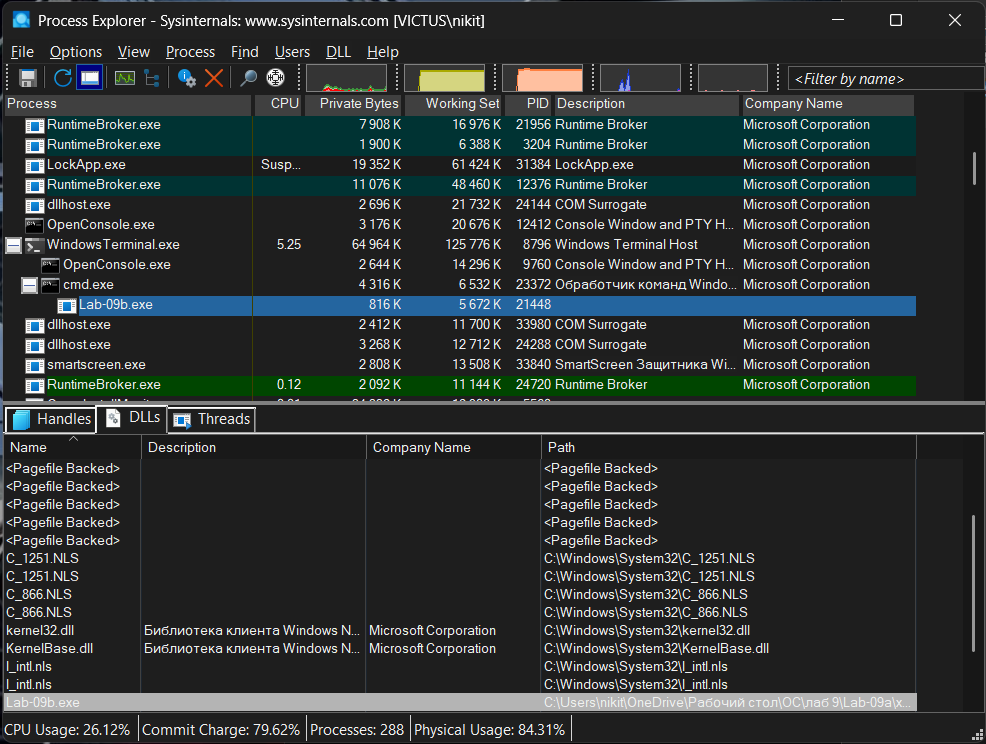 Process Explorer - Sysinternals: www.sysinternals.com [VICTUS\nikit]
File Options View Process Find Users DLL Help
<Filter by name>
Process CPU Private Bytes Working Set PID Description Company Name
RuntimeBroker.exe 7 908 K 16 976 K 21956 Runtime Broker Microsoft Corporation
RuntimeBroker.exe 1 900 K 6 388 K 3204 Runtime Broker Microsoft Corporation
LockApp.exe Susp... 19 352 K 61 424 K 31384 LockApp.exe Microsoft Corporation
RuntimeBroker.exe 11 076 K 48 460 K 12376 Runtime Broker Microsoft Corporation
dllhost.exe 2 696 K 21 732 K 24144 COM Surrogate Microsoft Corporation
OpenConsole.exe 3 176 K 20 676 K 12412 Console Window and PTY H... Microsoft Corporation
WindowsTerminal.exe 5.25 64 964 K 125 776 K 8796 Windows Terminal Host Microsoft Corporation
OpenConsole.exe 2 644 K 14 296 K 9760 Console Window and PTY H... Microsoft Corporation
cmd.exe 4 316 K 6 532 K 23372 Обработчик команд Windo... Microsoft Corporation
Lab-09b.exe 816 K 5 672 K 21448
dllhost.exe 2 412 K 11 700 K 33980 COM Surrogate Microsoft Corporation
dllhost.exe 3 268 K 12 712 K 24288 COM Surrogate Microsoft Corporation
smartscreen.exe 2 808 K 13 508 K 33840 SmartScreen Защитника Wi... Microsoft Corporation
RuntimeBroker.exe 0.12 2 092 K 11 144 K 24720 Runtime Broker Microsoft Corporation
Handles DLLs Threads
Name Description Company Name Path
<Pagefile Backed> <Pagefile Backed>
<Pagefile Backed> <Pagefile Backed>
<Pagefile Backed> <Pagefile Backed>
<Pagefile Backed> <Pagefile Backed>
<Pagefile Backed> <Pagefile Backed>
C_1251.NLS C:\Windows\System32\C_1251.NLS
C_1251.NLS C:\Windows\System32\C_1251.NLS
C_866.NLS C:\Windows\System32\C_866.NLS
C_866.NLS C:\Windows\System32\C_866.NLS
kernel32.dll Библиотека клиента Windows N... Microsoft Corporation C:\Windows\System32\kernel32.dll
KernelBase.dll Библиотека клиента Windows N... Microsoft Corporation C:\Windows\System32\KernelBase.dll
l_intl.nls C:\Windows\System32\l_intl.nls
l_intl.nls C:\Windows\System32\l_intl.nls
Lab-09b.exe C:\Users\nikit\OneDrive\Рабочий стол\ОС\лаб 9\Lab-09a\x...
CPU Usage: 26.12% Commit Charge: 79.62% Processes: 288 Physical Usage: 84.31%